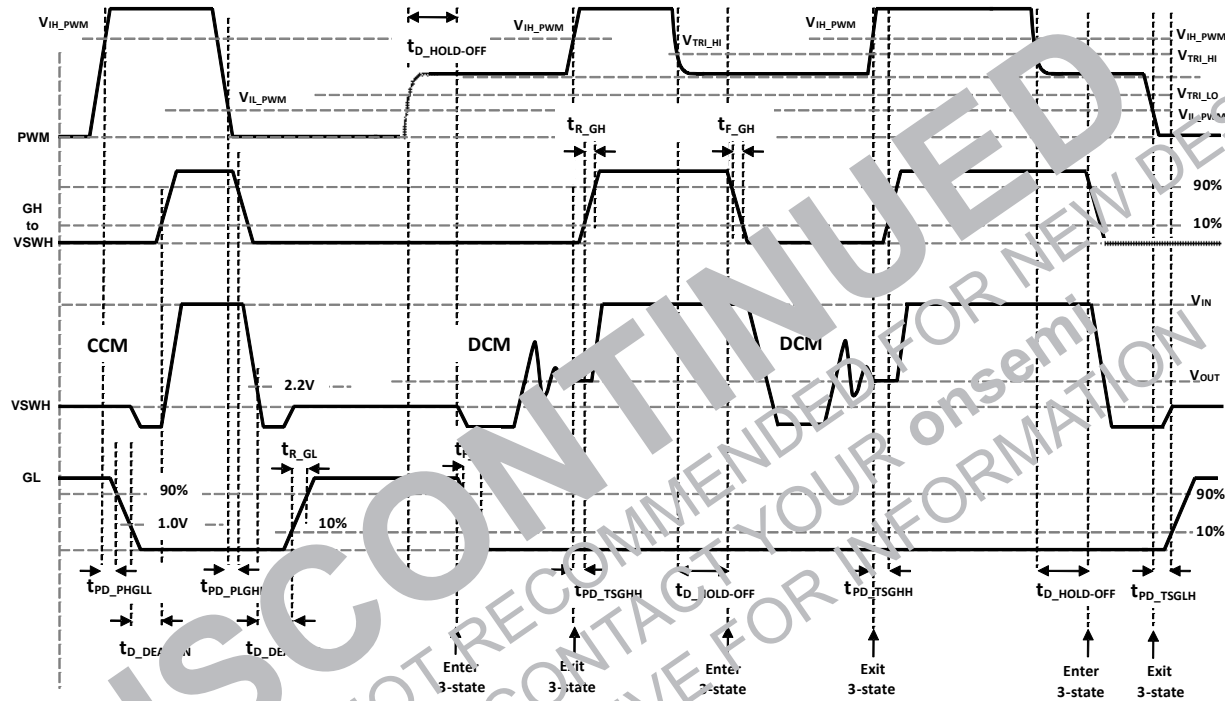 VIH_PWM
tD_HOLD-OFF
VIH_PWM
VTRI_HI
VIH_PWM
VIH_PWM
VTRI_HI
VTRI_LO
VIL_PWM
VIL_PWM
PWM
tR_GH
tF_GH
90%
10%
GH
to
VSWH
VIN
CCM
DCM
DCM
2.2V
VOUT
VSWH
tR_GL
GL
90%
1.0V
10%
90%
10%
tPD_PHGLL
tPD_TSGHH
tD_HOLD-OFF
tPD_TSGHH
tD_HOLD-OFF
tPD_TSGLH
Enter
3-state
Exit
3-state
Enter
3-state
Exit
3-state
Enter
3-state
Exit
3-state
DISCONTINUED
NOT RECOMMENDED FOR NEW
CONTACT YOUR onsemi
FOR INFORMATION